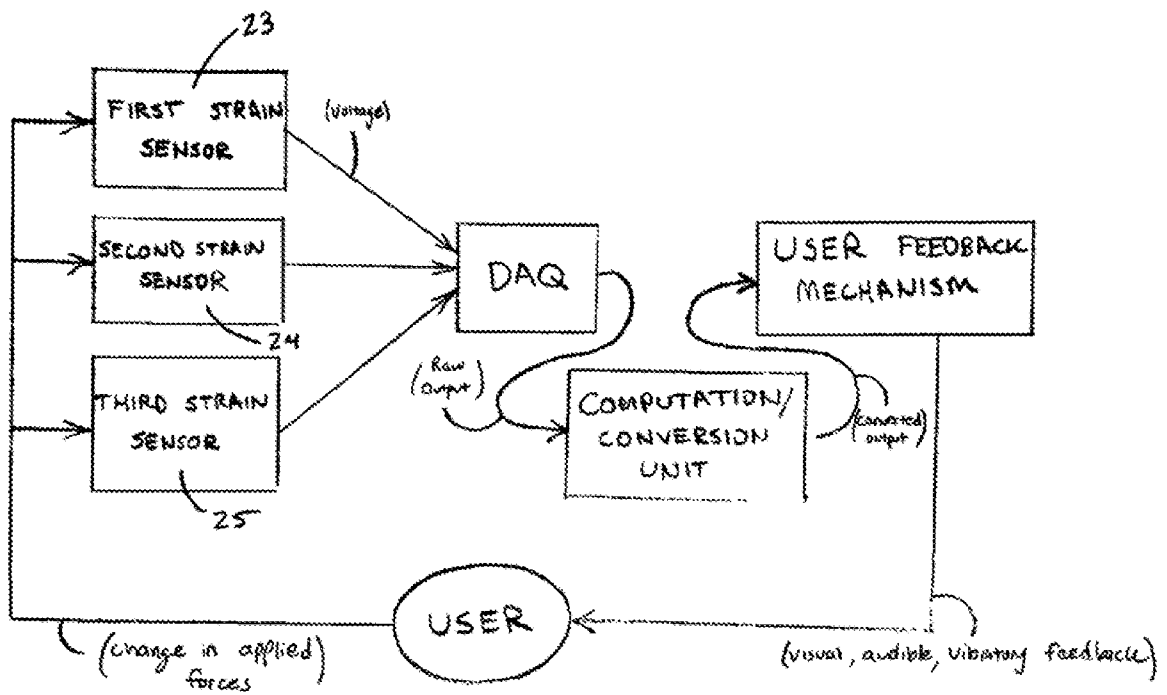 23
FIRST STRAIN
SENSOR
(Voltage)
SECOND STRAIN
SENSOR
24
THIRD STRAIN
SENSOR
25
DAQ
(Raw
Output)
COMPUTATION/
CONVERSION
UNIT
(Converted
output)
USER FEEDBACK
MECHANISM
USER
(change in applied)
forces
(visual, audible, vibratory feedback)